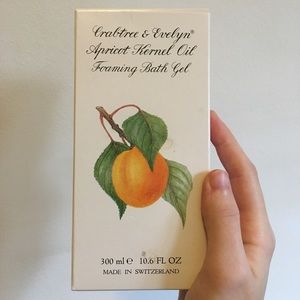 Crabtree & Evelyn®
Apricot Kernel Oil
Foaming Bath Gel
300 ml ℮ 10.6 FL OZ
MADE IN SWITZERLAND